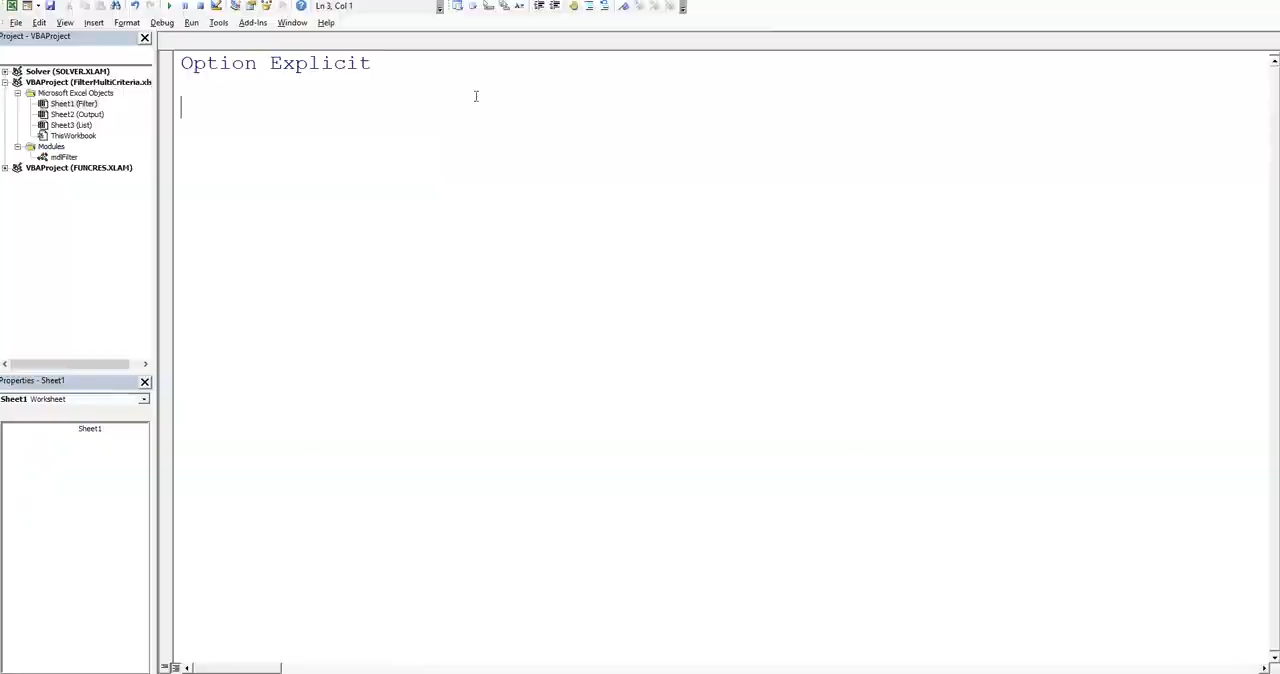 Ln 3, Col 1
File Edit View Insert Format Debug Run Tools Add-Ins Window Help
Project - VBAProject
Solver (SOLVER.XLAM)
VBAProject (FilterMultiCriteria.xls
Microsoft Excel Objects
Sheet1 (Filter)
Sheet2 (Output)
Sheet3 (List)
ThisWorkbook
Modules
mdlFilter
VBAProject (FUNCRES.XLAM)
Properties - Sheet1
Sheet1 Worksheet
Sheet1
Option Explicit